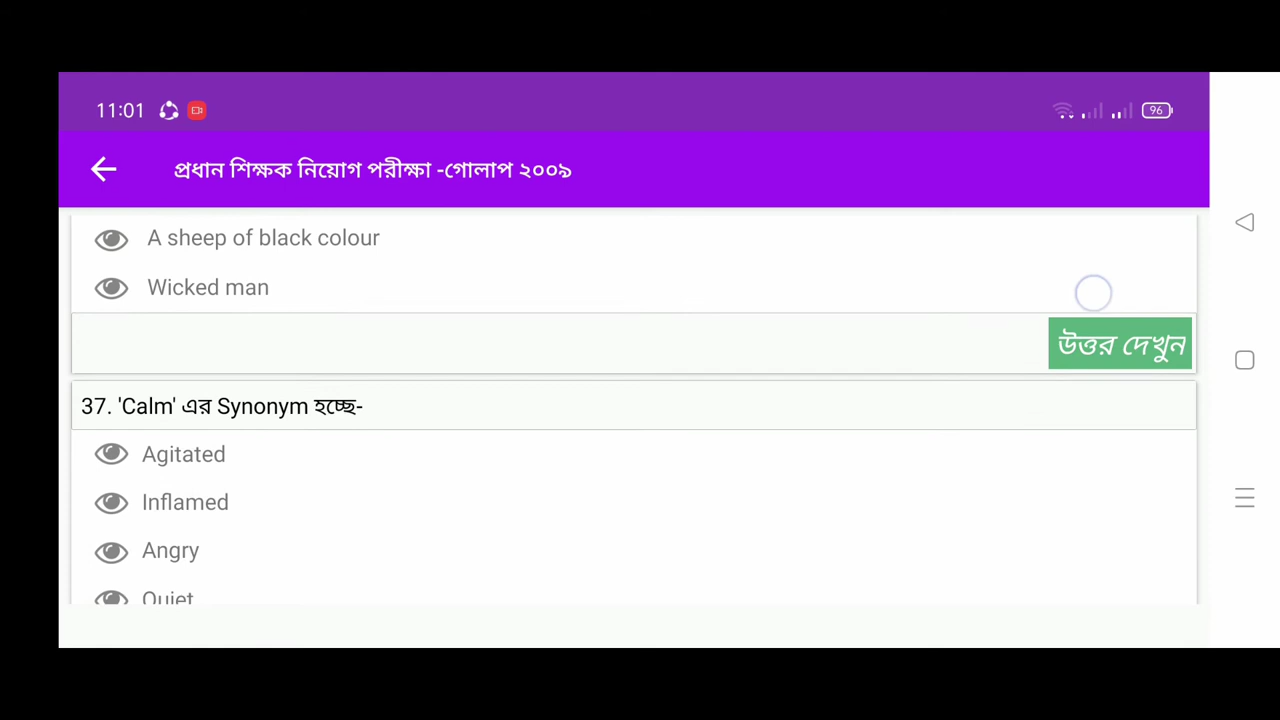 11:01
96
প্রধান শিক্ষক নিয়োগ পরীক্ষা -গোলাপ ২০০৯
A sheep of black colour
Wicked man
উত্তর দেখুন
37. 'Calm' এর Synonym হচ্ছে-
Agitated
Inflamed
Angry
Quiet